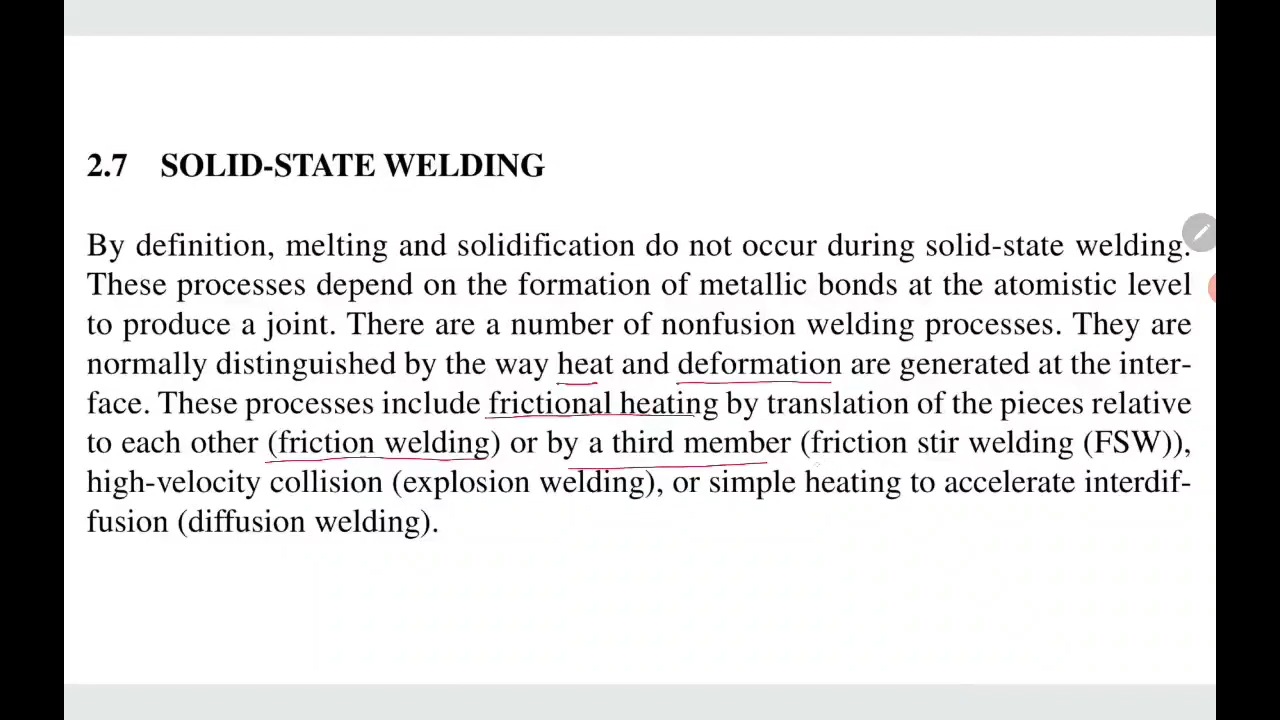 2.7 SOLID-STATE WELDING
By definition, melting and solidification do not occur during solid-state welding.
These processes depend on the formation of metallic bonds at the atomistic level
to produce a joint. There are a number of nonfusion welding processes. They are
normally distinguished by the way heat and deformation are generated at the inter-
face. These processes include frictional heating by translation of the pieces relative
to each other (friction welding) or by a third member (friction stir welding (FSW)),
high-velocity collision (explosion welding), or simple heating to accelerate interdif-
fusion (diffusion welding).